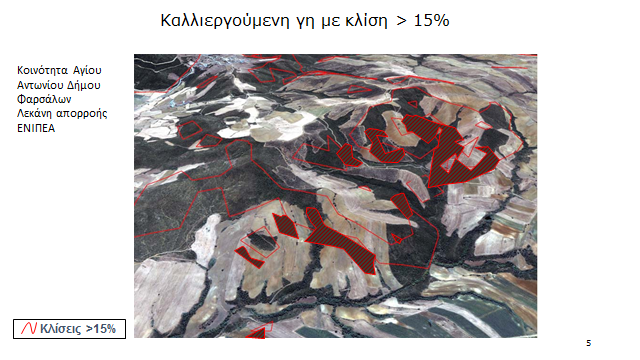 Καλλιεργούμενη γη με κλίση > 15%
Κοινότητα Αγίου
Αντωνίου Δήμου
Φαρσάλων
Λεκάνη απορροής
ΕΝΙΠΕΑ
Κλίσεις >15%
5